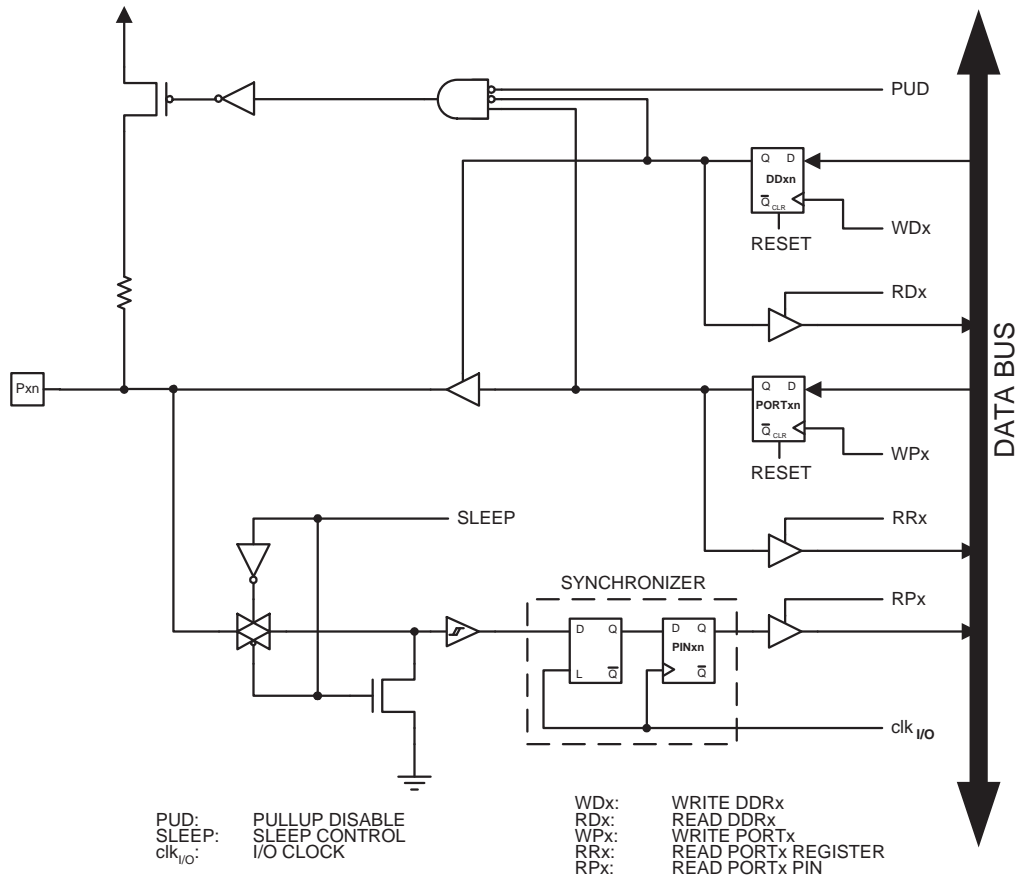 PUD
Q D
DDxn
Q CLR
WDx
RESET
RDx
Pxn
Q D
PORTxn
Q CLR
WPx
RESET
DATA BUS
SLEEP
RRx
SYNCHRONIZER
RPx
D Q
L Q
D Q
PINxn
Q
clk I/O
PUD: PULLUP DISABLE
SLEEP: SLEEP CONTROL
clkI/O: I/O CLOCK
WDx: WRITE DDRx
RDx: READ DDRx
WPx: WRITE PORTx
RRx: READ PORTx REGISTER
RPx: READ PORTx PIN